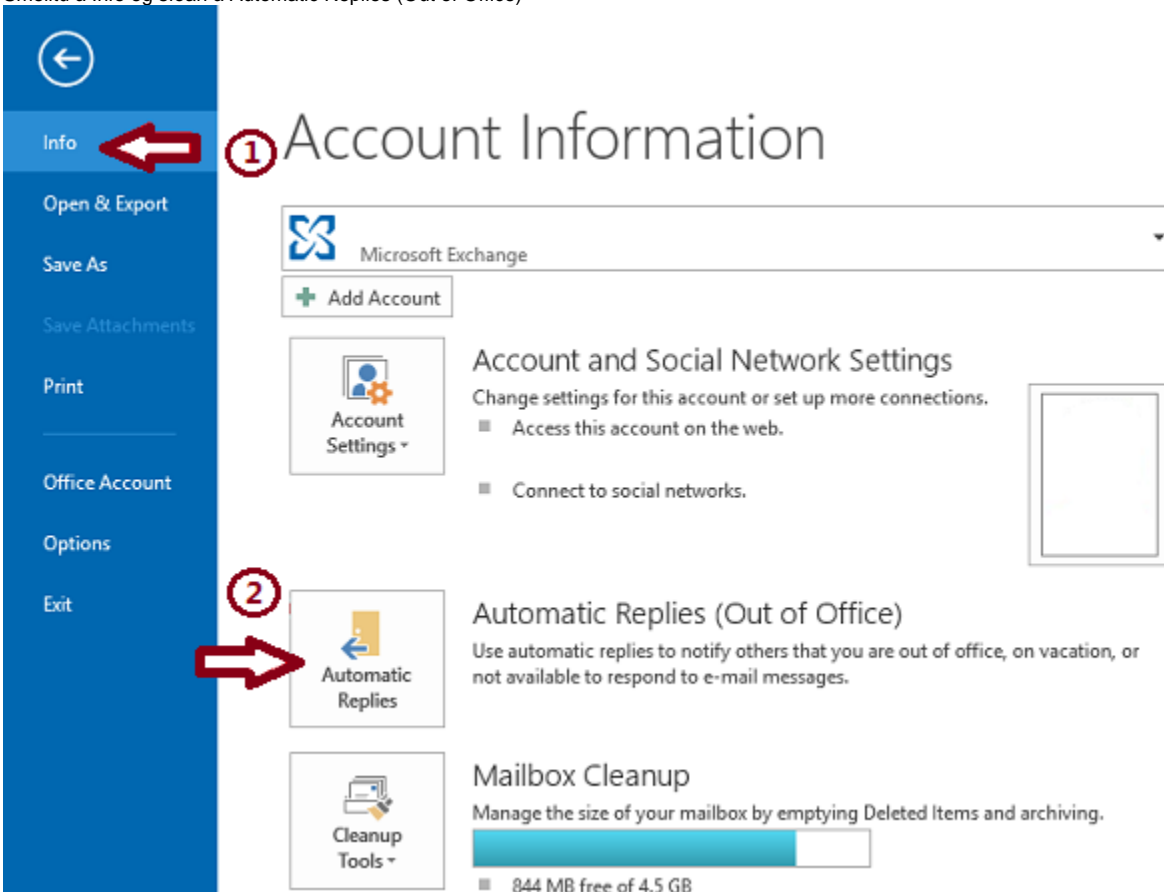 Automatic Replies (Out of Office)
Info
1
Account Information
Open & Export
Microsoft Exchange
Save As
Add Account
Save Attachments
Account and Social Network Settings
Print
Change settings for this account or set up more connections.
Account
Settings
Access this account on the web.
Office Account
Connect to social networks.
Options
Exit
2
Automatic Replies (Out of Office)
Use automatic replies to notify others that you are out of office, on vacation, or
not available to respond to e-mail messages.
Automatic
Replies
Mailbox Cleanup
Manage the size of your mailbox by emptying Deleted Items and archiving.
Cleanup
Tools
844 MB free of 4.5 GB